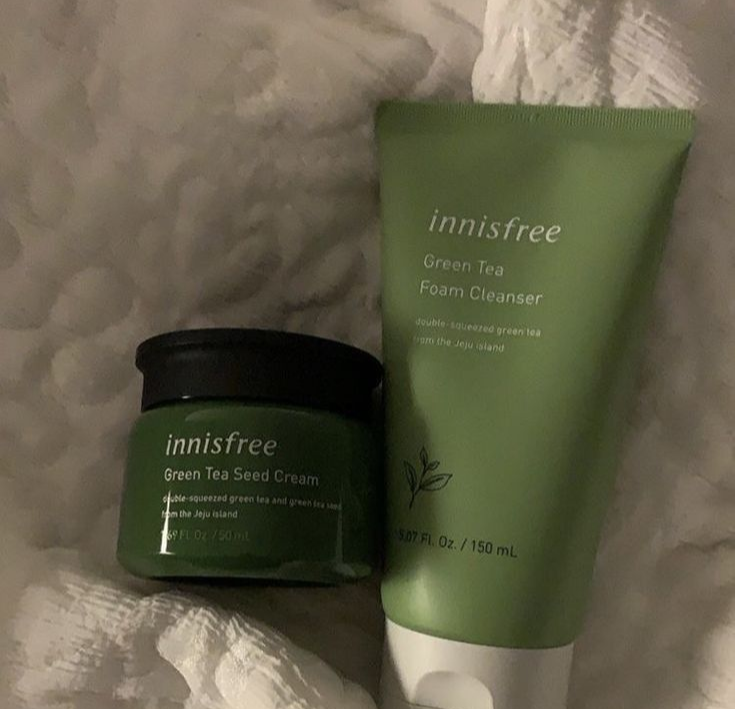 innisfree
Green Tea Seed Cream
double-squeezed green tea and green tea seed
from the Jeju island
1.69 Fl. Oz. / 50 mL
innisfree
Green Tea
Foam Cleanser
double-squeezed green tea
from the Jeju island
5.07 Fl. Oz. / 150 mL